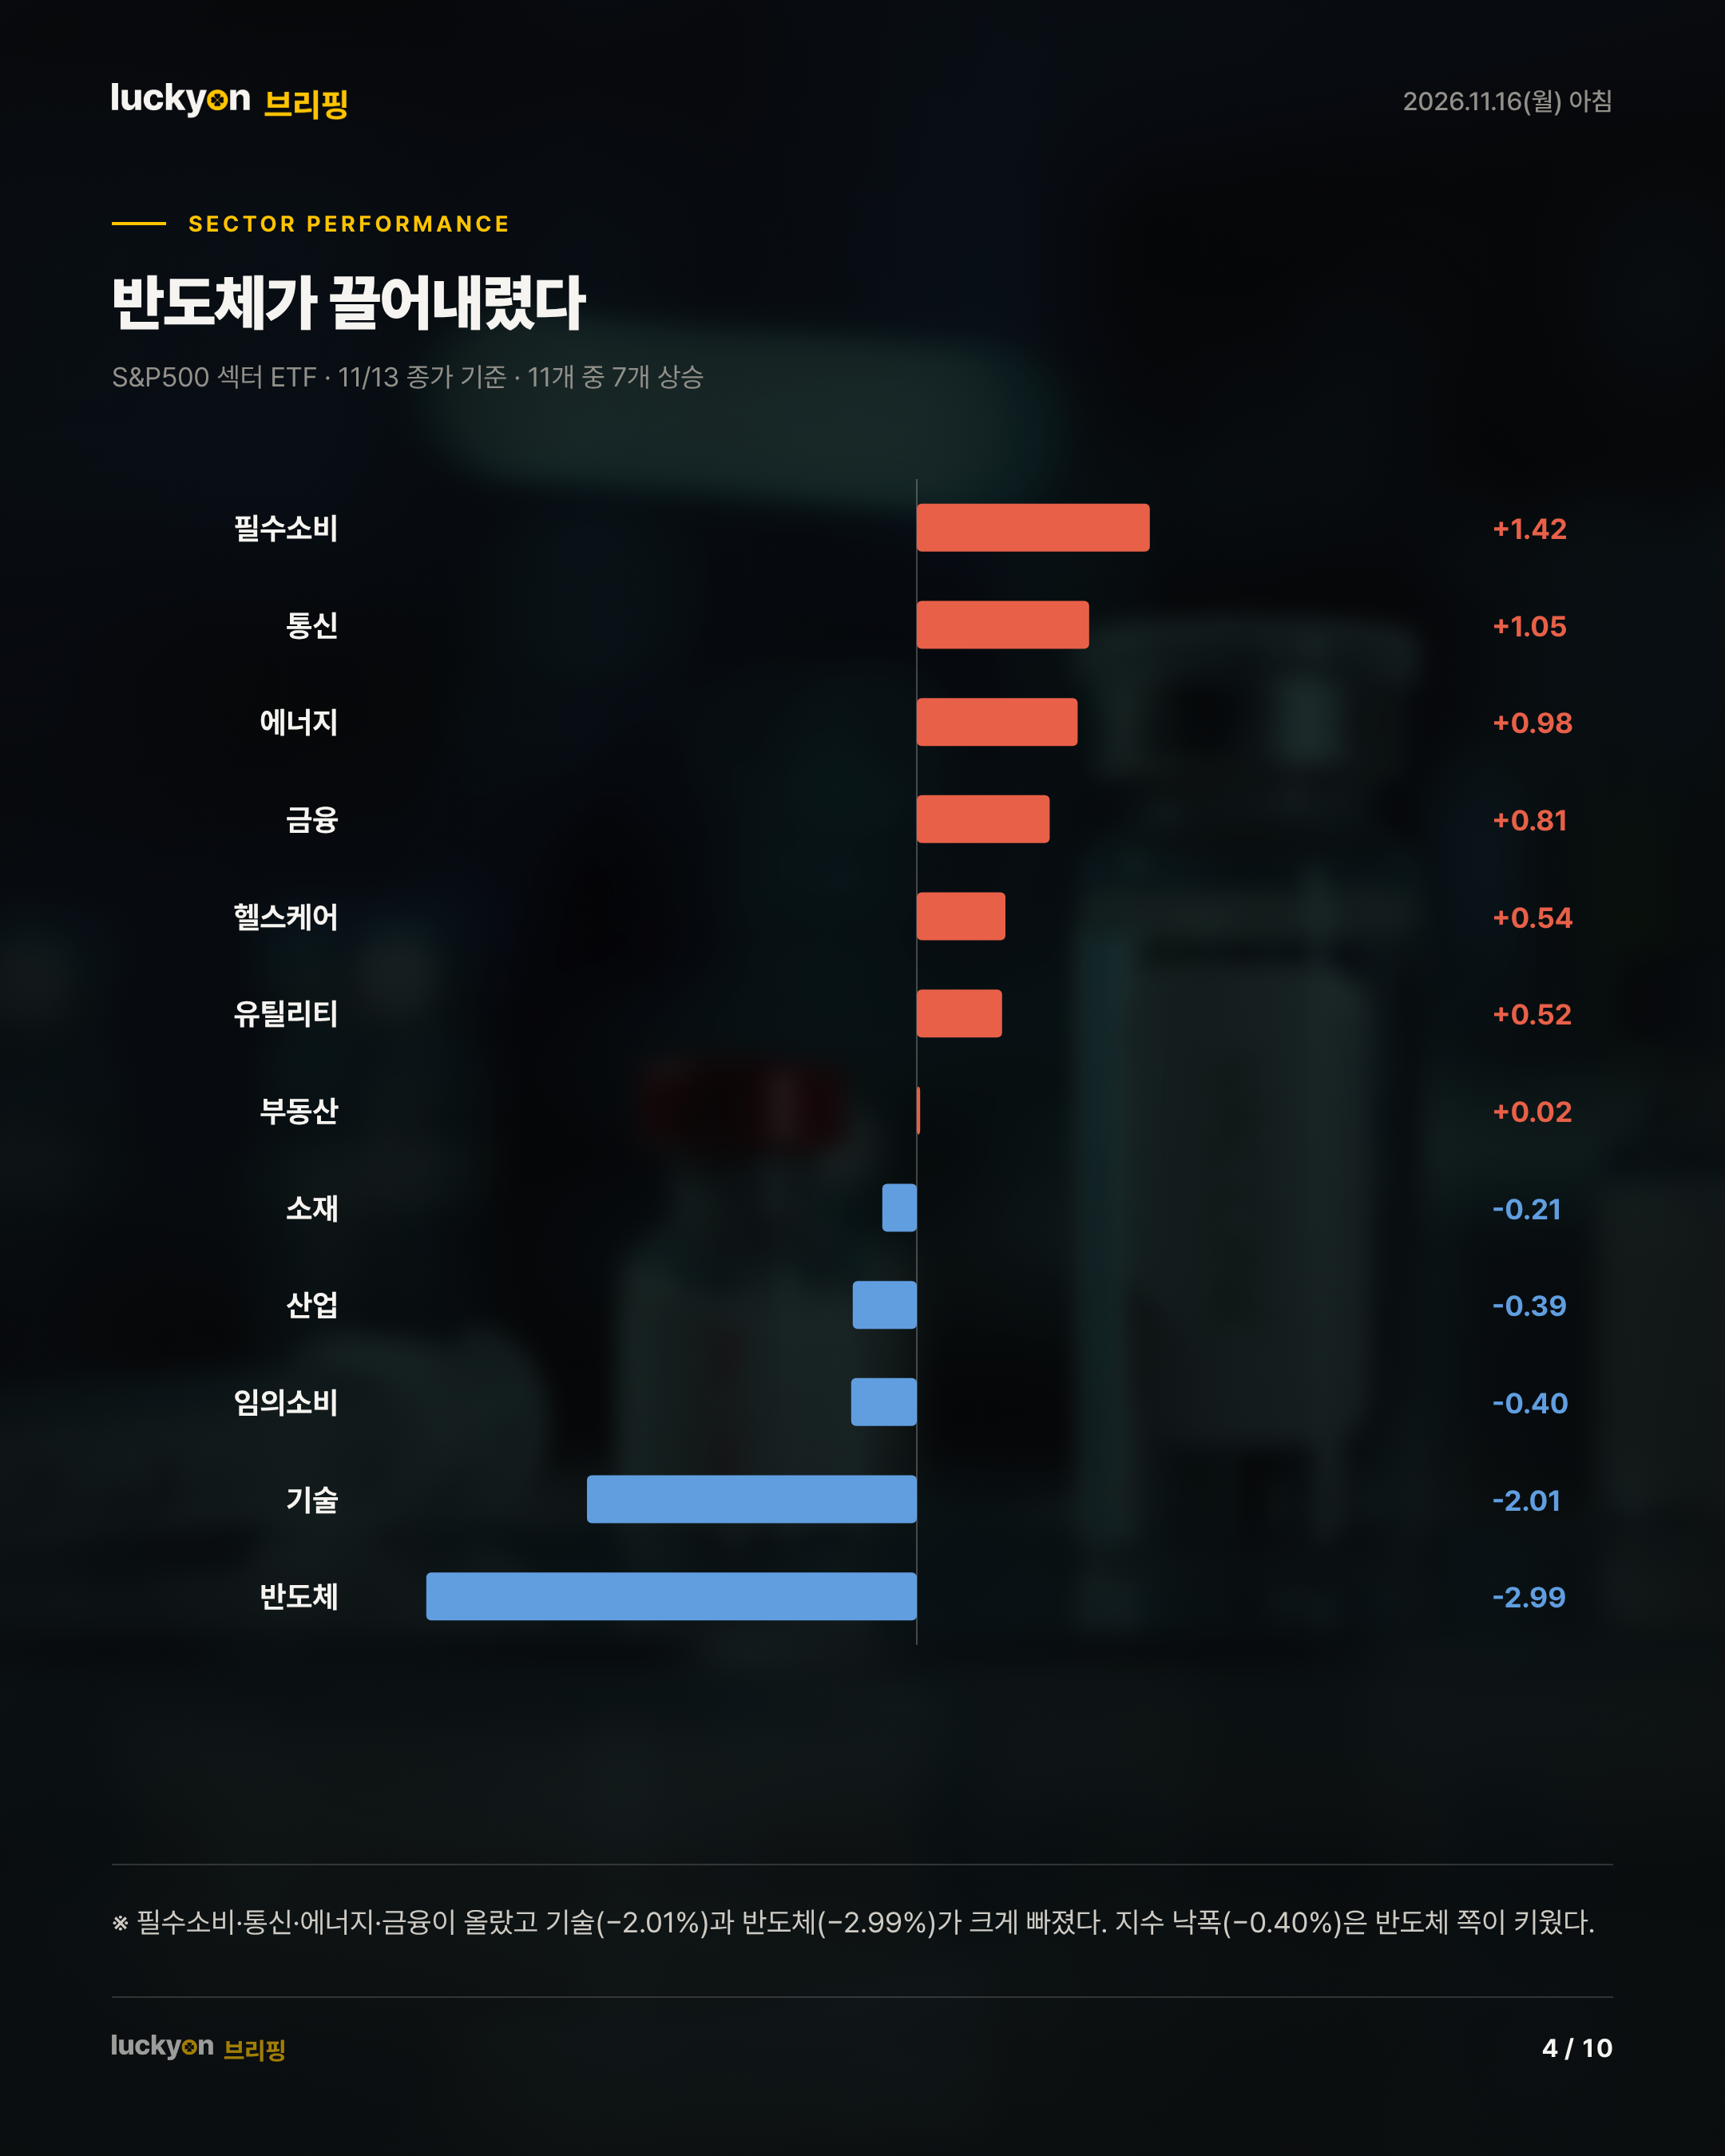 luckyon 브리핑
2026.11.16(월) 아침
SECTOR PERFORMANCE
반도체가 끌어내렸다
S&P500 섹터 ETF · 11/13 종가 기준 · 11개 중 7개 상승
필수소비 +1.42
통신 +1.05
에너지 +0.98
금융 +0.81
헬스케어 +0.54
유틸리티 +0.52
부동산 +0.02
소재 -0.21
산업 -0.39
임의소비 -0.40
기술 -2.01
반도체 -2.99
※ 필수소비·통신·에너지·금융이 올랐고 기술(−2.01%)과 반도체(−2.99%)가 크게 빠졌다. 지수 낙폭(−0.40%)은 반도체 쪽이 키웠다.
luckyon 브리핑
4 / 10